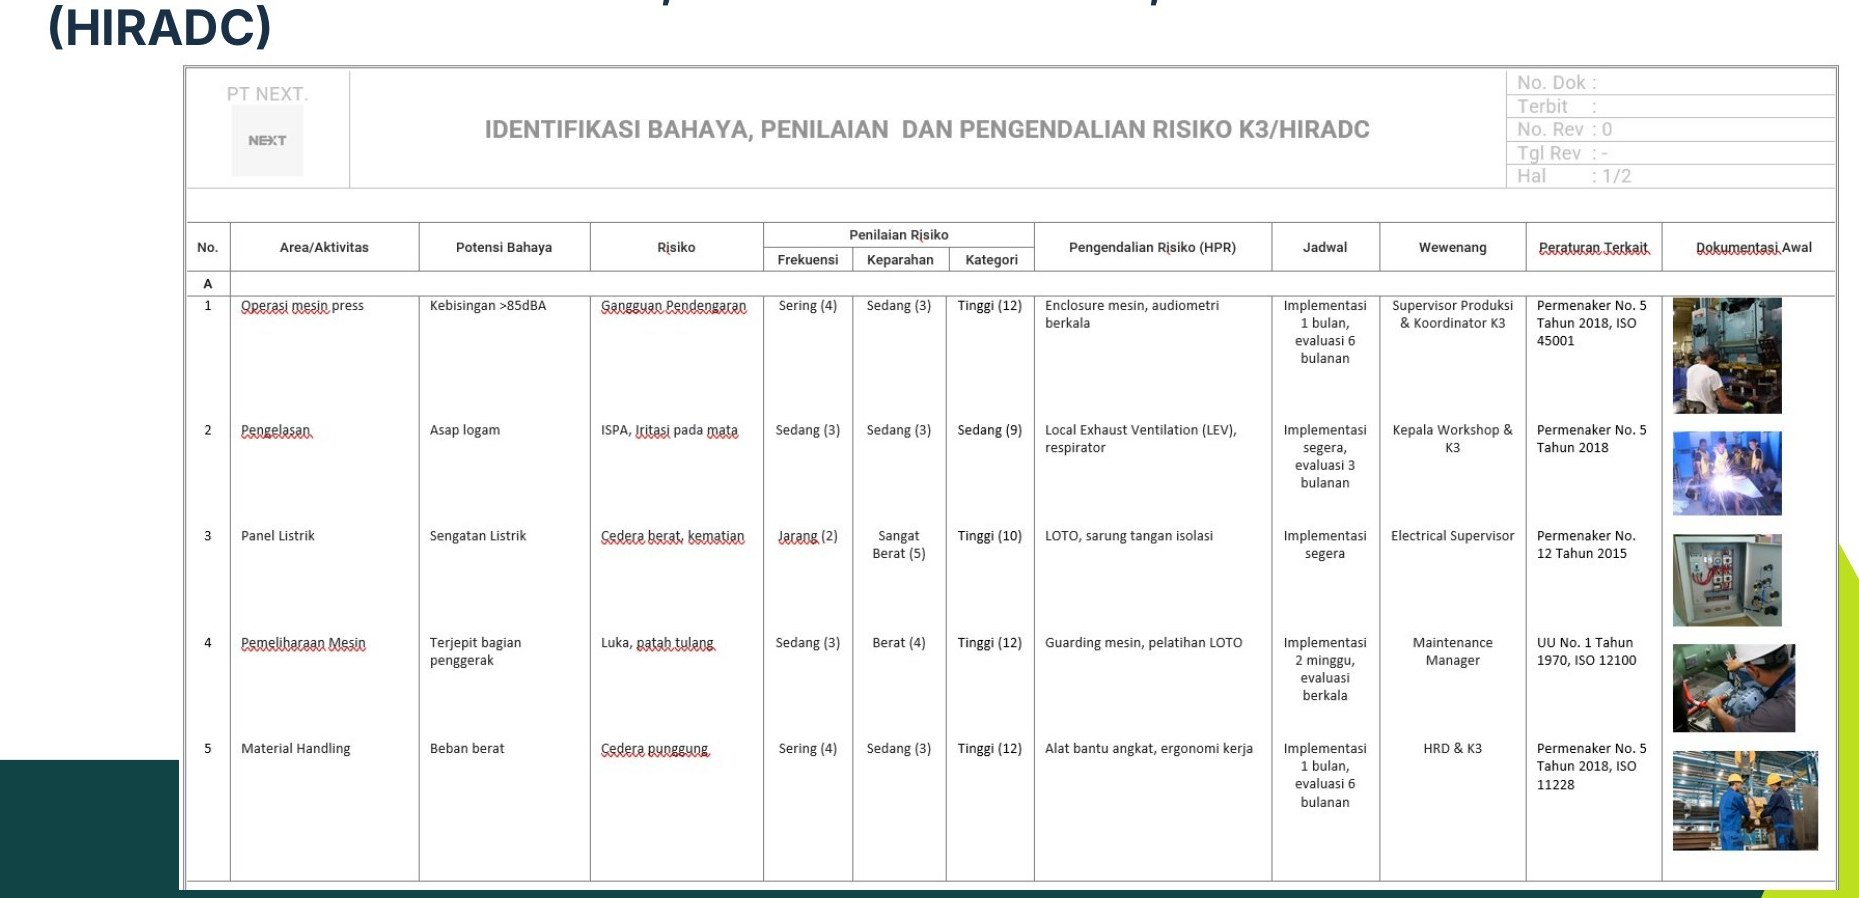 (HIRADC)
PT NEXT.
NEXT
IDENTIFIKASI BAHAYA, PENILAIAN DAN PENGENDALIAN RISIKO K3/HIRADC
No. Dok :
Terbit :
No. Rev : 0
Tgl Rev : -
Hal : 1/2
No.
Area/Aktivitas
Potensi Bahaya
Risiko
Penilaian Risiko
Frekuensi
Keparahan
Kategori
Pengendalian Risiko (HPR)
Jadwal
Wewenang
Peraturan Terkait
Dokumentasi Awal
A
1
Operasi mesin press
Kebisingan >85dBA
Gangguan Pendengaran
Sering (4)
Sedang (3)
Tinggi (12)
Enclosure mesin, audiometri
berkala
Implementasi
1 bulan,
evaluasi 6
bulanan
Supervisor Produksi
& Koordinator K3
Permenaker No. 5
Tahun 2018, ISO
45001
2
Pengelasan
Asap logam
ISPA, Iritasi pada mata
Sedang (3)
Sedang (3)
Sedang (9)
Local Exhaust Ventilation (LEV),
respirator
Implementasi
segera,
evaluasi 3
bulanan
Kepala Workshop &
K3
Permenaker No. 5
Tahun 2018
3
Panel Listrik
Sengatan Listrik
Cedera berat, kematian
Jarang (2)
Sangat
Berat (5)
Tinggi (10)
LOTO, sarung tangan isolasi
Implementasi
segera
Electrical Supervisor
Permenaker No.
12 Tahun 2015
4
Pemeliharaan Mesin
Terjepit bagian
penggerak
Luka, patah tulang
Sedang (3)
Berat (4)
Tinggi (12)
Guarding mesin, pelatihan LOTO
Implementasi
2 minggu,
evaluasi
berkala
Maintenance
Manager
UU No. 1 Tahun
1970, ISO 12100
5
Material Handling
Beban berat
Cedera punggung
Sering (4)
Sedang (3)
Tinggi (12)
Alat bantu angkat, ergonomi kerja
Implementasi
1 bulan,
evaluasi 6
bulanan
HRD & K3
Permenaker No. 5
Tahun 2018, ISO
11228